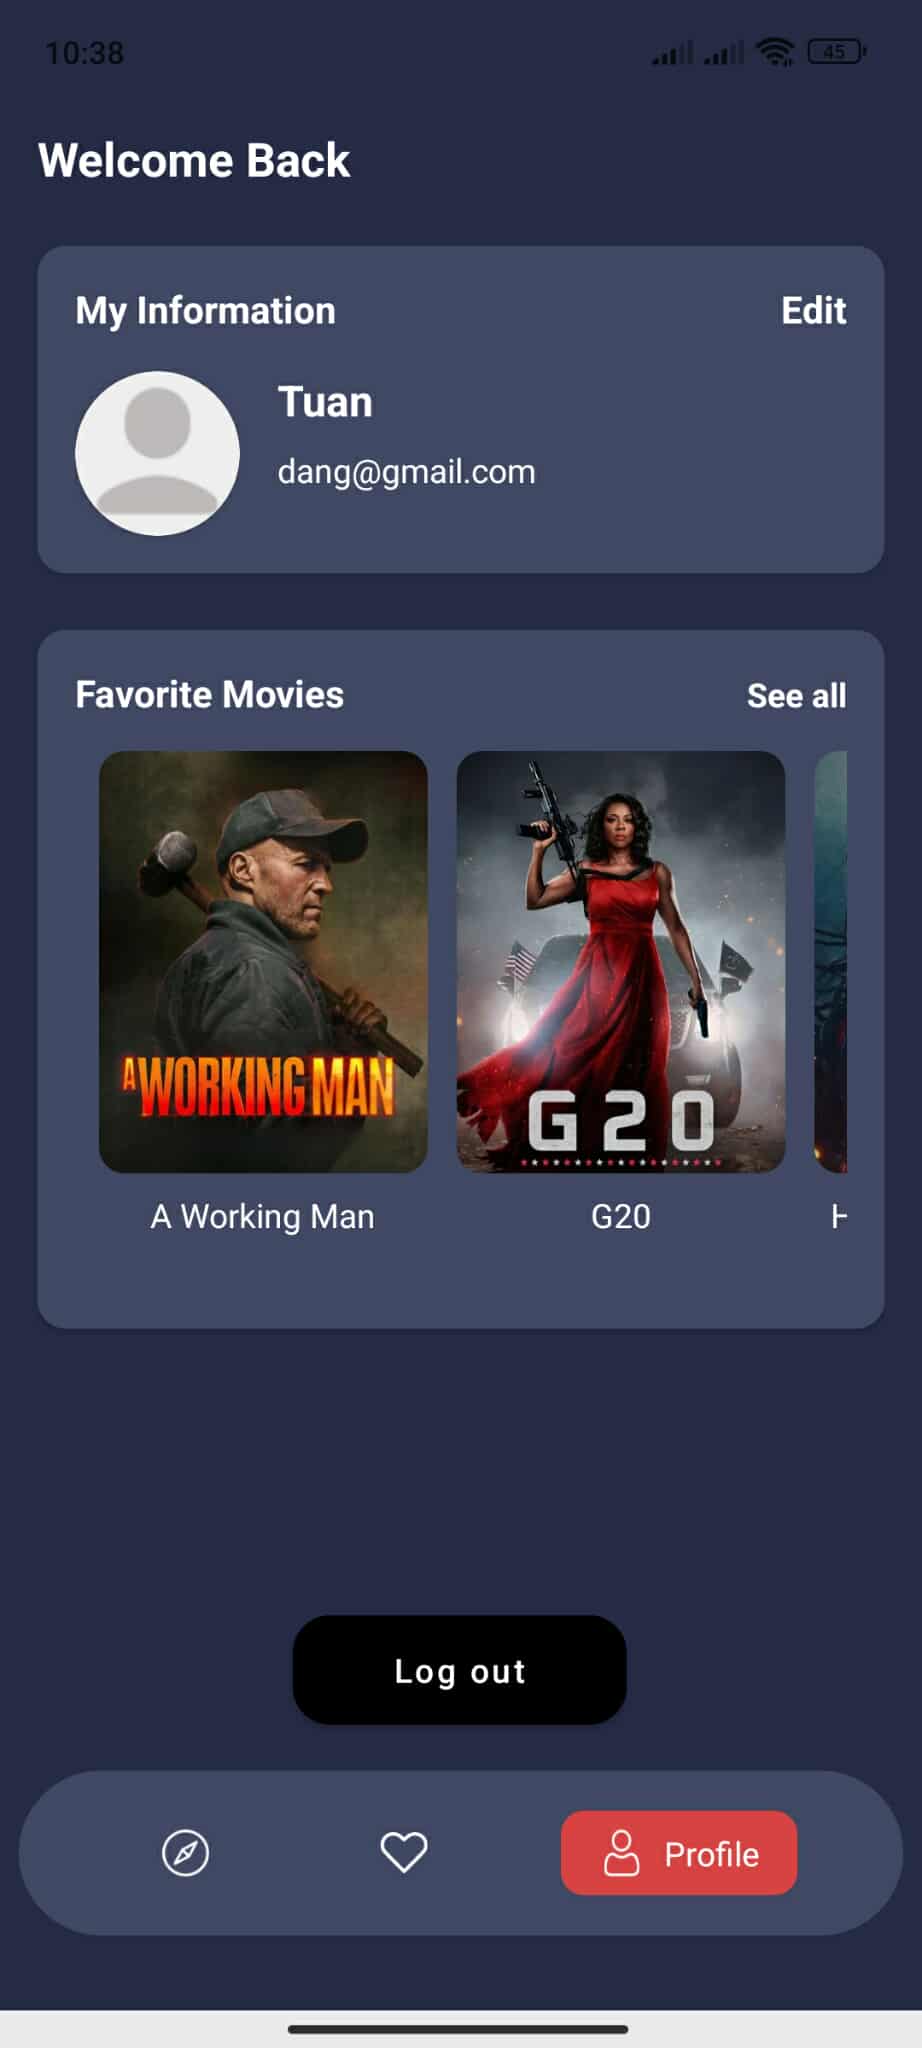 10:38
45
Welcome Back
My Information
Edit
Tuan
dang@gmail.com
Favorite Movies
See all
A WORKING MAN
G20
A Working Man
G20
Log out
Profile